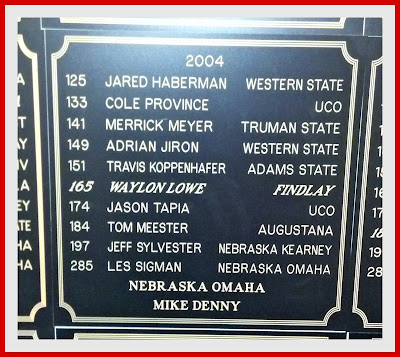 2004
125 JARED HABERMAN WESTERN STATE
133 COLE PROVINCE UCO
141 MERRICK MEYER TRUMAN STATE
149 ADRIAN JIRON WESTERN STATE
151 TRAVIS KOPPENHAFER ADAMS STATE
165 WAYLON LOWE FINDLAY
174 JASON TAPIA UCO
184 TOM MEESTER AUGUSTANA
197 JEFF SYLVESTER NEBRASKA KEARNEY
285 LES SIGMAN NEBRASKA OMAHA
NEBRASKA OMAHA
MIKE DENNY